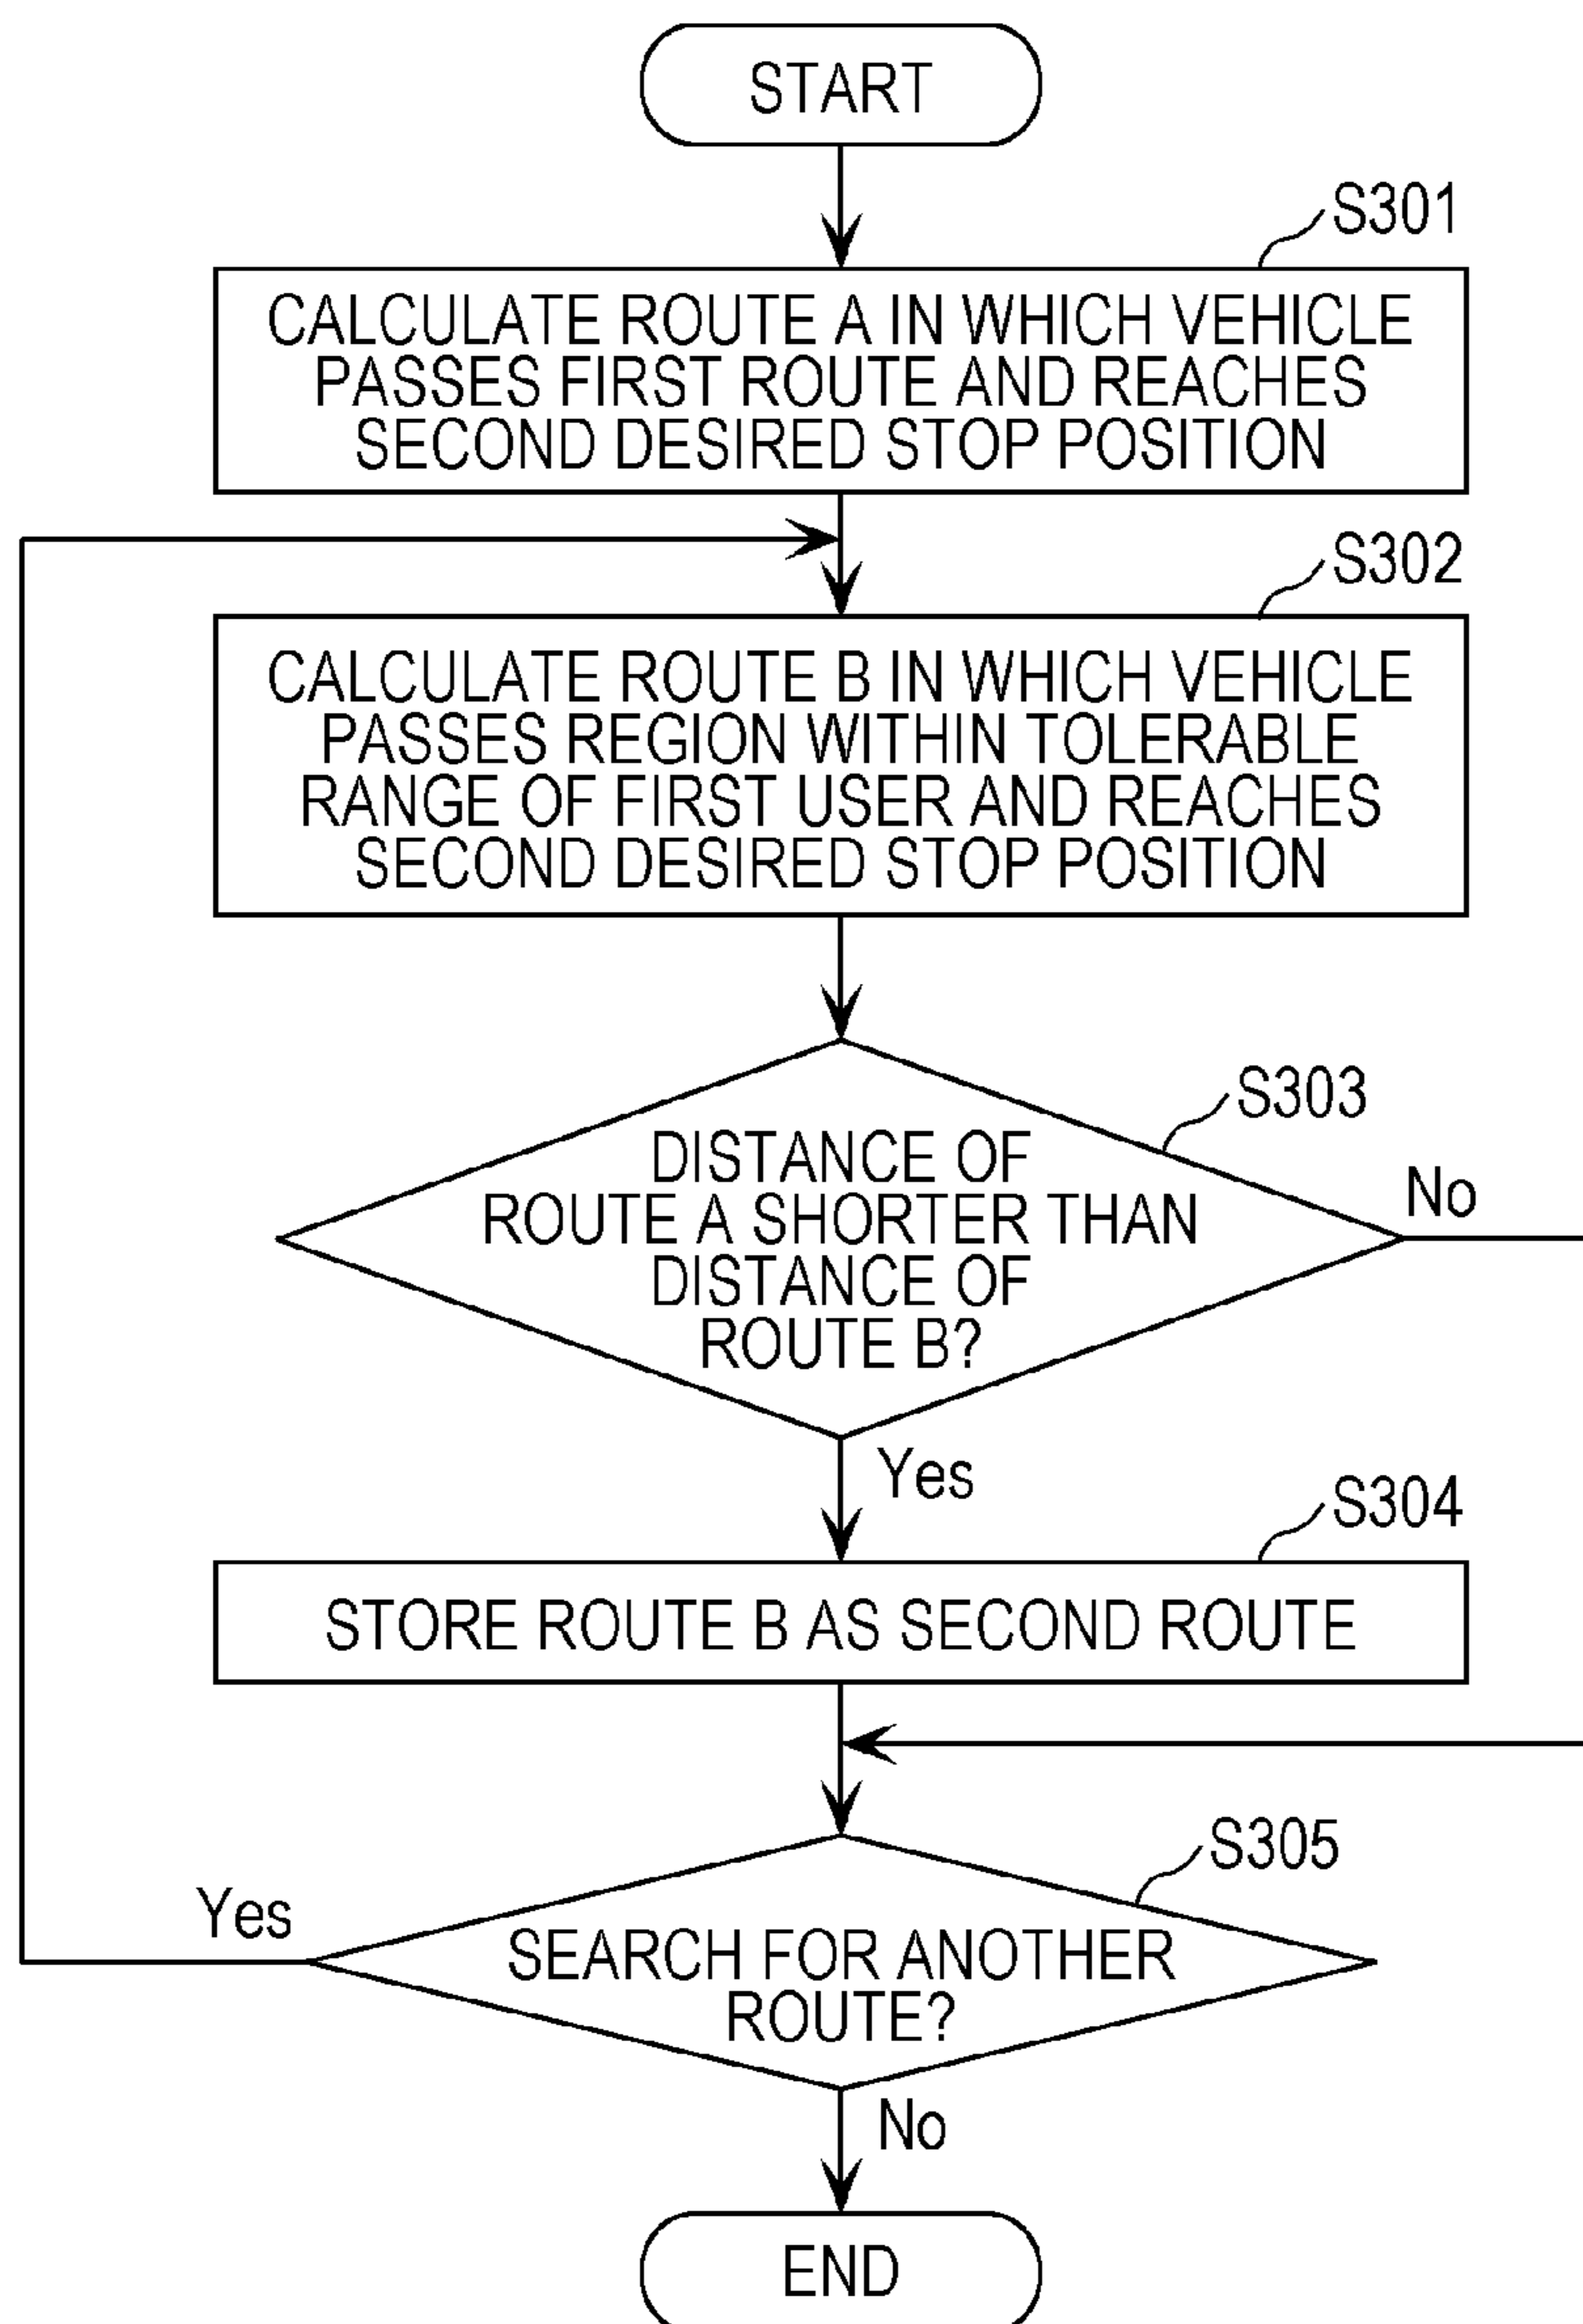 START
S301
CALCULATE ROUTE A IN WHICH VEHICLE
PASSES FIRST ROUTE AND REACHES
SECOND DESIRED STOP POSITION
S302
CALCULATE ROUTE B IN WHICH VEHICLE
PASSES REGION WITHIN TOLERABLE
RANGE OF FIRST USER AND REACHES
SECOND DESIRED STOP POSITION
S303
DISTANCE OF
ROUTE A SHORTER THAN
DISTANCE OF
ROUTE B?
No
Yes
S304
STORE ROUTE B AS SECOND ROUTE
S305
Yes
SEARCH FOR ANOTHER
ROUTE?
No
END